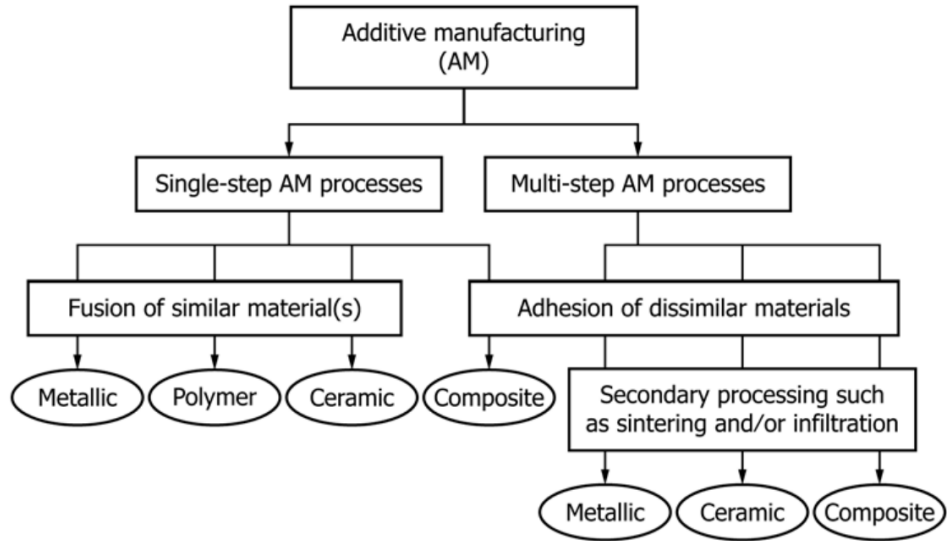 Additive manufacturing
(AM)
Single-step AM processes
Multi-step AM processes
Fusion of similar material(s)
Adhesion of dissimilar materials
Metallic
Polymer
Ceramic
Composite
Secondary processing such
as sintering and/or infiltration
Metallic
Ceramic
Composite